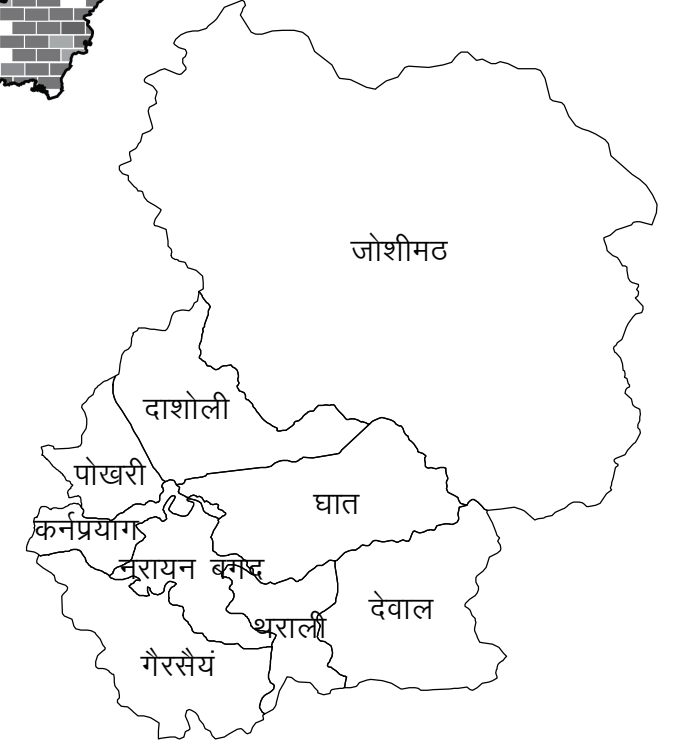 जोशीमठ
दाशोली
पोखरी
घात
कर्नप्रयाग
नरायन बगड
देवाल
थराली
गैरसैयं